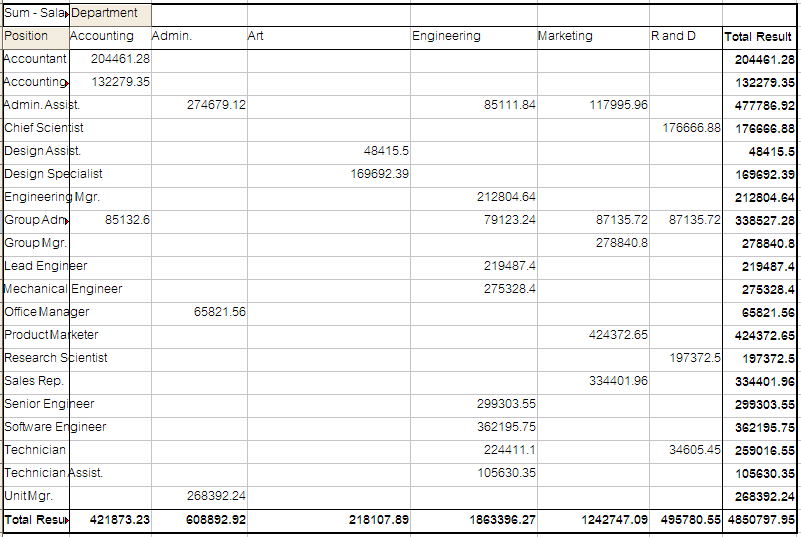 Sum - Sala Department
Position Accounting Admin. Art Engineering Marketing R and D Total Result
Accountant 204461.28 204461.28
Accounting 132279.35 132279.35
Admin. Assist. 274679.12 85111.84 117995.96 477786.92
Chief Scientist 176666.88 176666.88
Design Assist. 48415.5 48415.5
Design Specialist 169692.39 169692.39
Engineering Mgr. 212804.64 212804.64
Group Adm 85132.6 79123.24 87135.72 87135.72 338527.28
Group Mgr. 278840.8 278840.8
Lead Engineer 219487.4 219487.4
Mechanical Engineer 275328.4 275328.4
Office Manager 65821.56 65821.56
Product Marketer 424372.65 424372.65
Research Scientist 197372.5 197372.5
Sales Rep. 334401.96 334401.96
Senior Engineer 299303.55 299303.55
Software Engineer 362195.75 362195.75
Technician 224411.1 34605.45 259016.55
Technician Assist. 105630.35 105630.35
Unit Mgr. 268392.24 268392.24
Total Resu 421873.23 608892.92 218107.89 1863396.27 1242747.09 495780.55 4850797.95